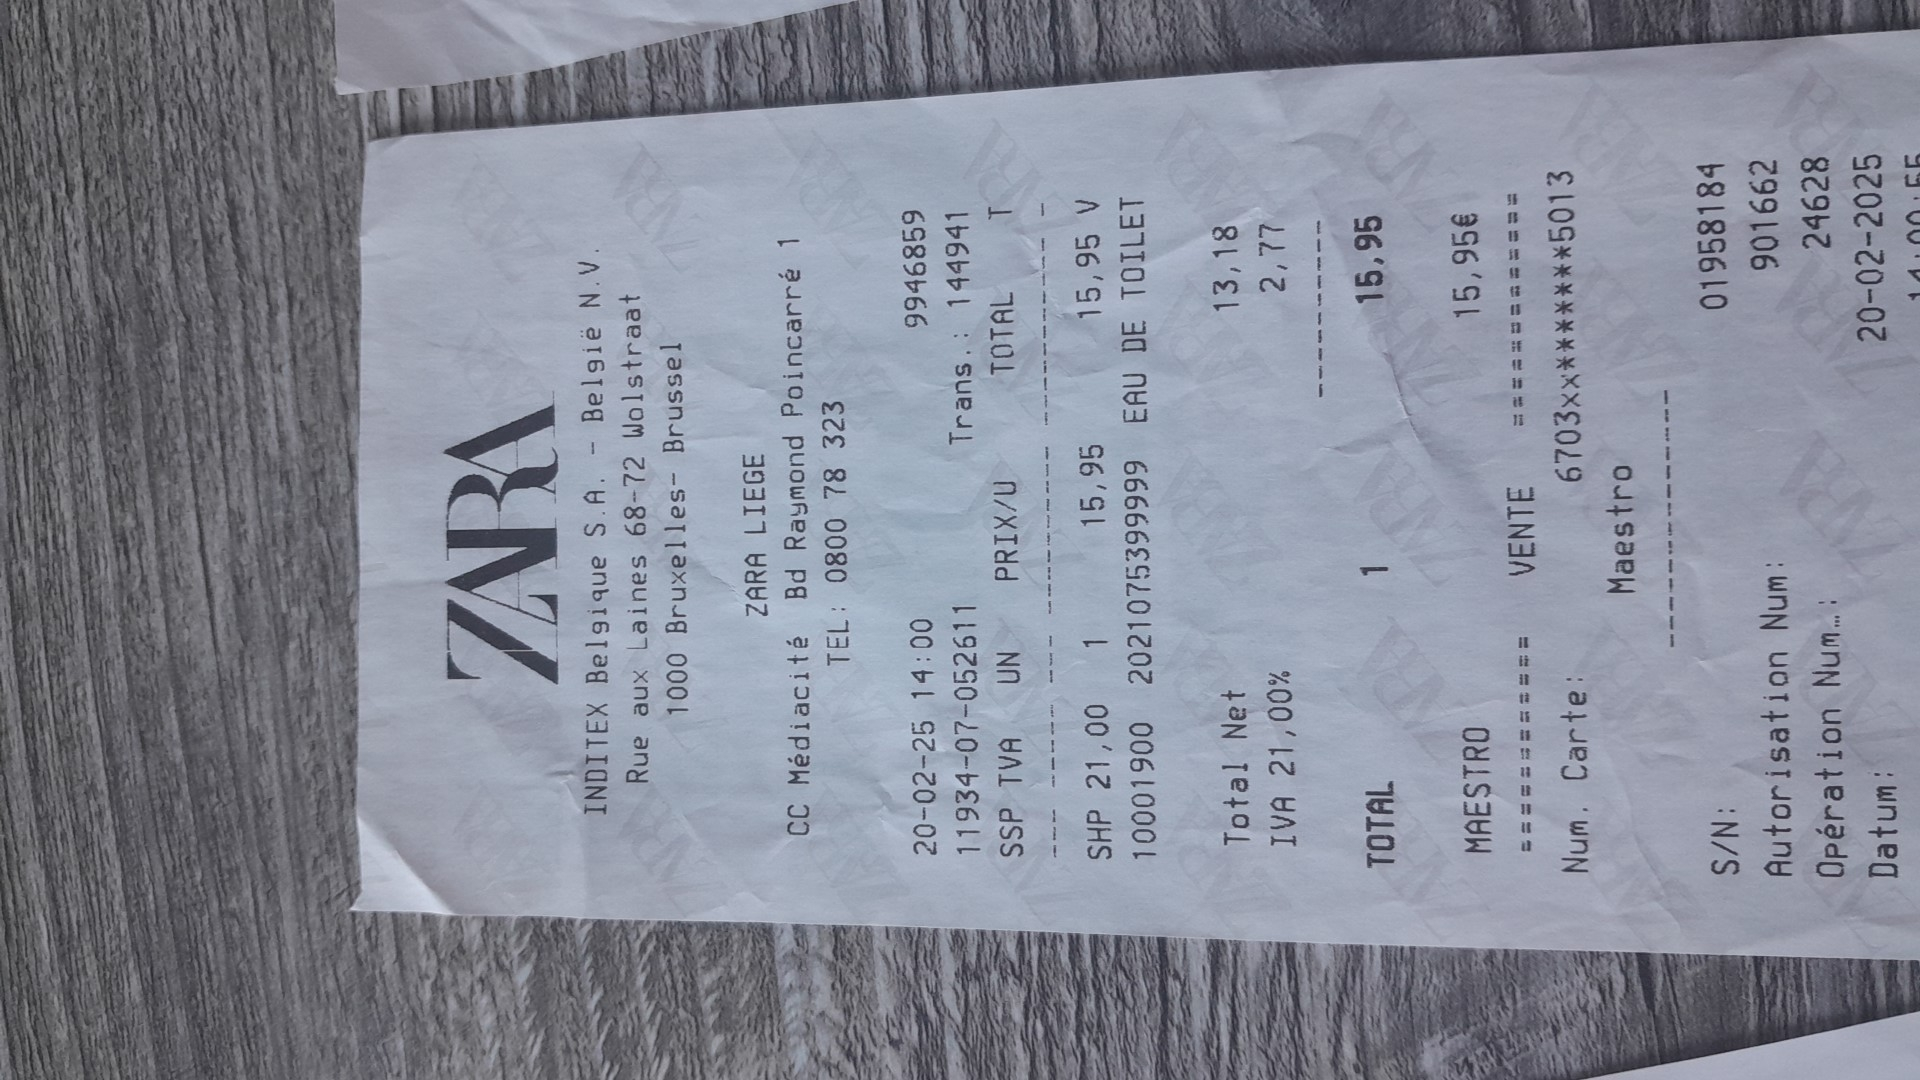 ZARA
INDITEX Belgique S.A. - België N.V.
Rue aux Laines 68-72 Wolstraat
1000 Bruxelles- Brussel
ZARA LIEGE
CC Médiacité Bd Raymond Poincarré 1
TEL: 0800 78 323
20-02-25 14:00 9946859
11934-07-052611 Trans.: 144941
SSP TVA UN PRIX/U TOTAL T
SHP 21,00 1 15,95 15,95 V
10001900 20210753999999 EAU DE TOILET
Total Net 13,18
IVA 21,00% 2,77
TOTAL 1 15,95
MAESTRO 15,95€
============ VENTE ============
Num. Carte: 6703xx********5013
Maestro
S/N: 01958184
Autorisation Num: 901662
Opération Num…: 24628
Datum: 20-02-2025